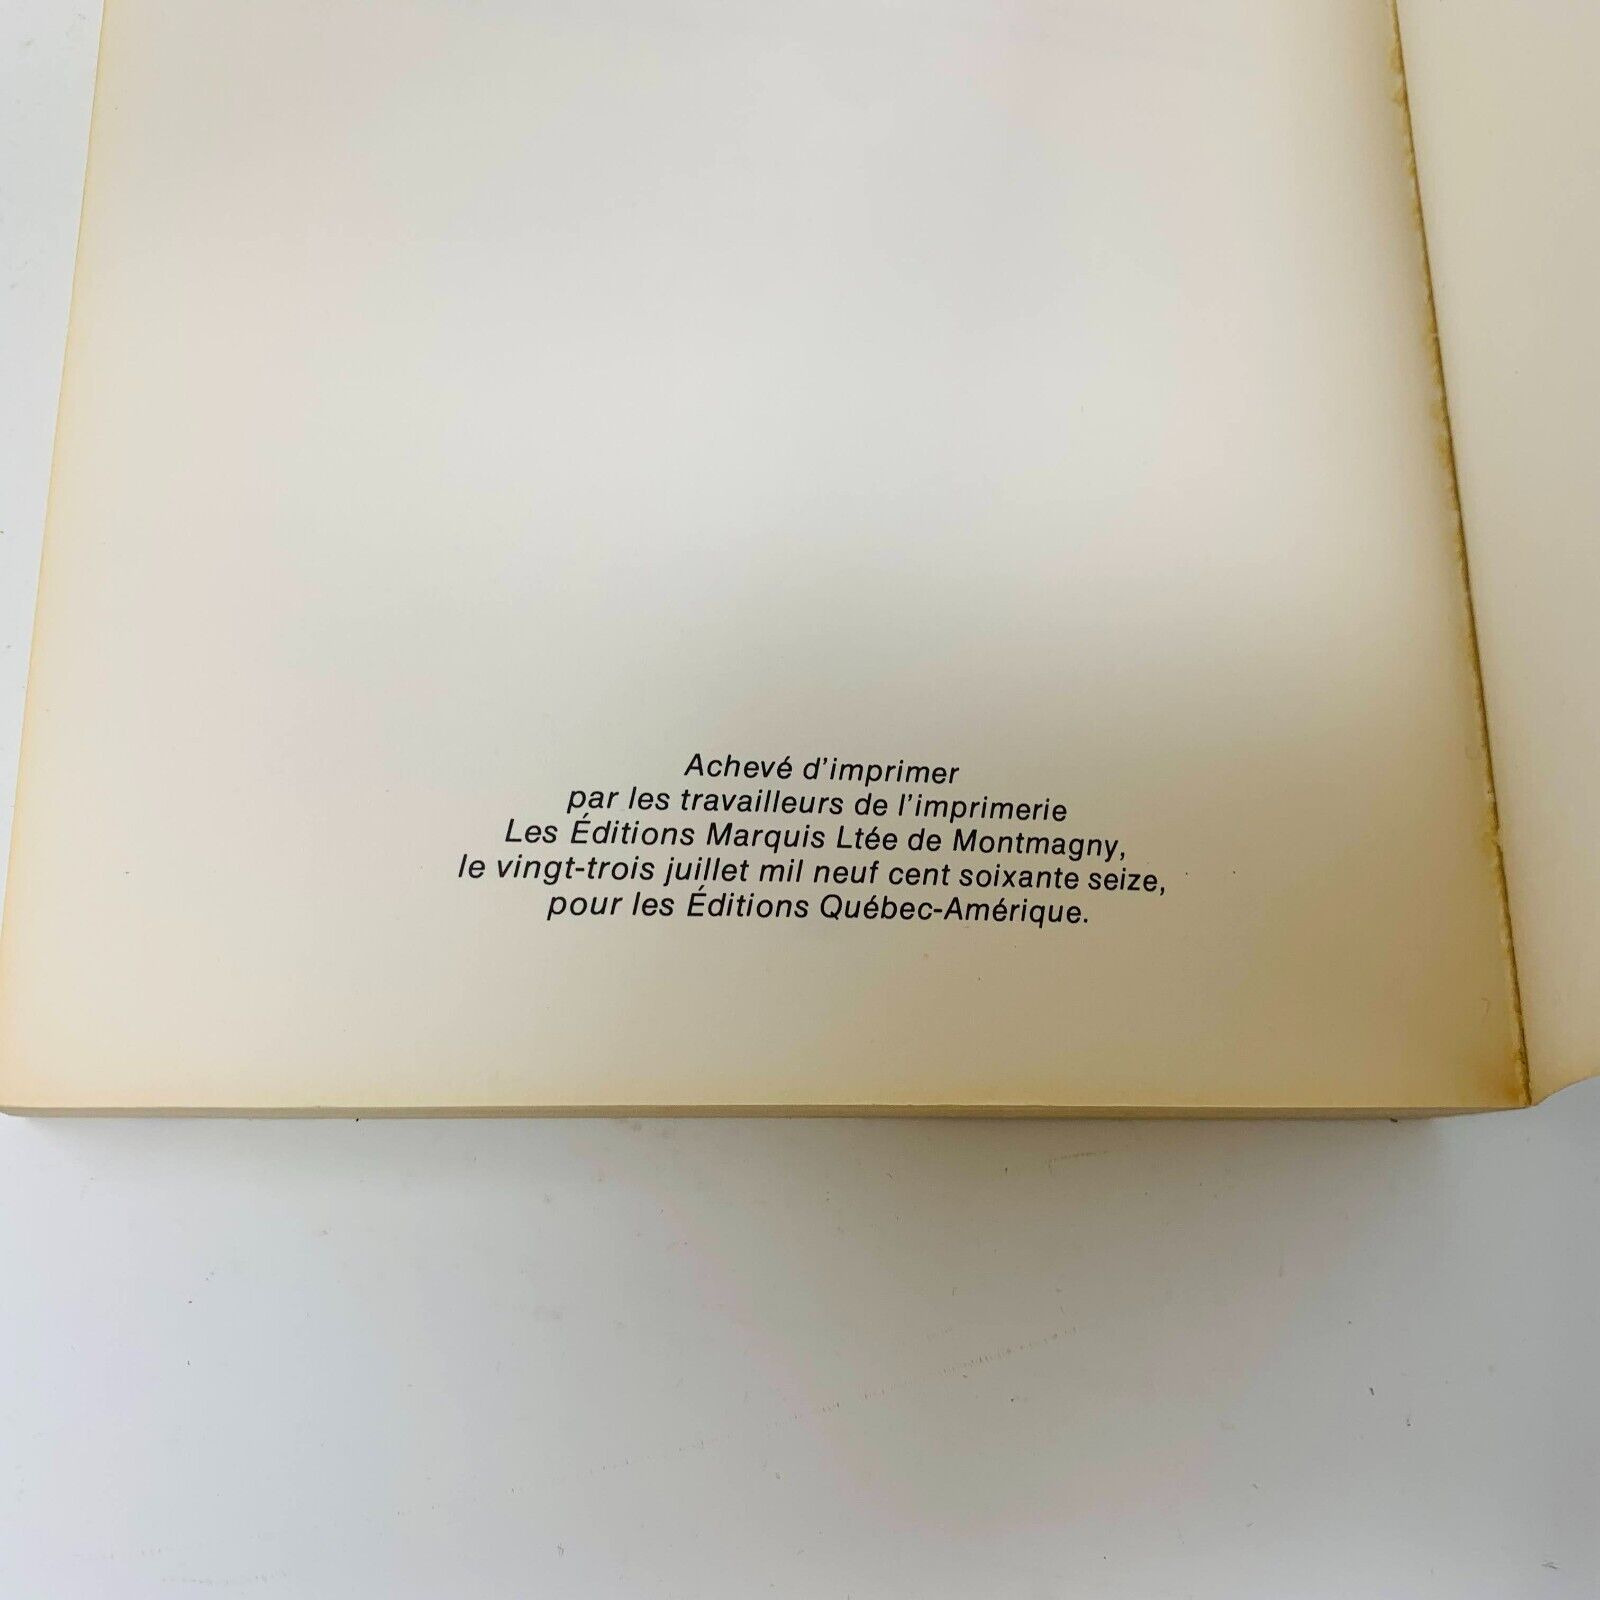 Achevé d'imprimer
par les travailleurs de l'imprimerie
Les Éditions Marquis Ltée de Montmagny,
le vingt-trois juillet mil neuf cent soixante seize,
pour les Éditions Québec-Amérique.